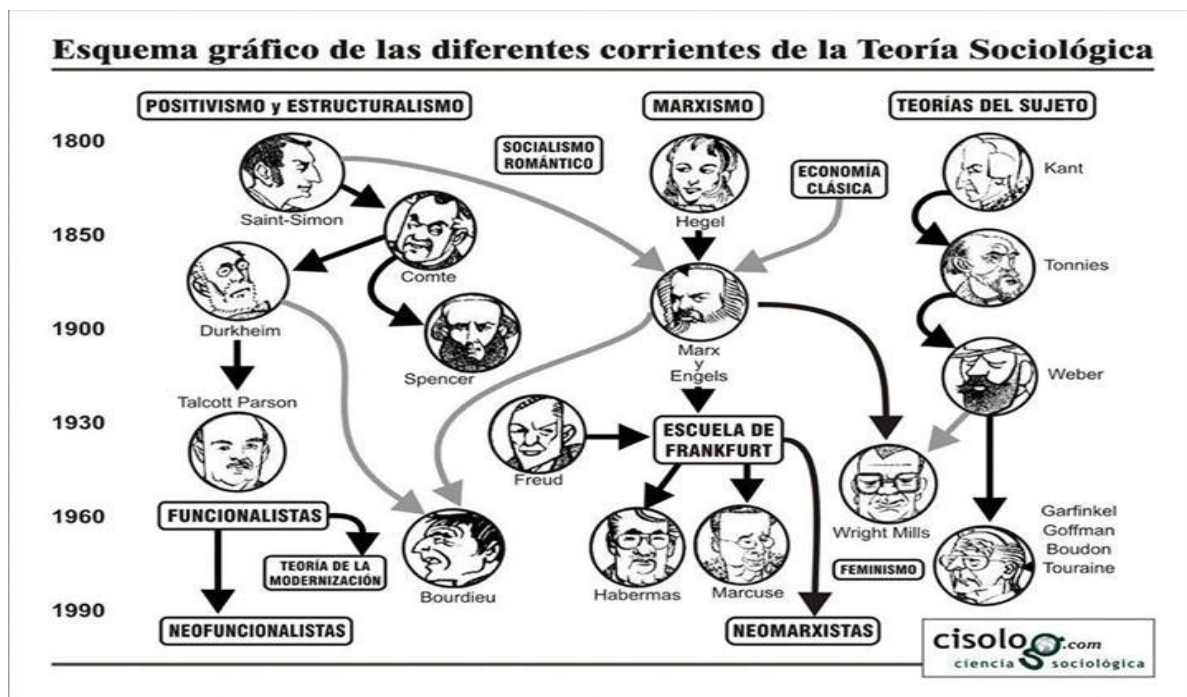 Esquema gráfico de las diferentes corrientes de la Teoría Sociológica
POSITIVISMO y ESTRUCTURALISMO
MARXISMO
TEORÍAS DEL SUJETO
1800
SOCIALISMO
ROMÁNTICO
ECONOMÍA
CLÁSICA
Kant
Saint-Simon
Hegel
1850
Comte
Tonnies
1900
Durkheim
Spencer
Marx
y
Engels
Weber
Talcott Parson
1930
ESCUELA DE
FRANKFURT
Freud
1960
FUNCIONALISTAS
Wright Mills
Garfinkel
Goffman
Boudon
Touraine
TEORÍA DE LA
MODERNIZACIÓN
FEMINISMO
Bourdieu
Habermas
Marcuse
1990
NEOFUNCIONALISTAS
NEOMARXISTAS
cisolog.com
ciencia sociológica